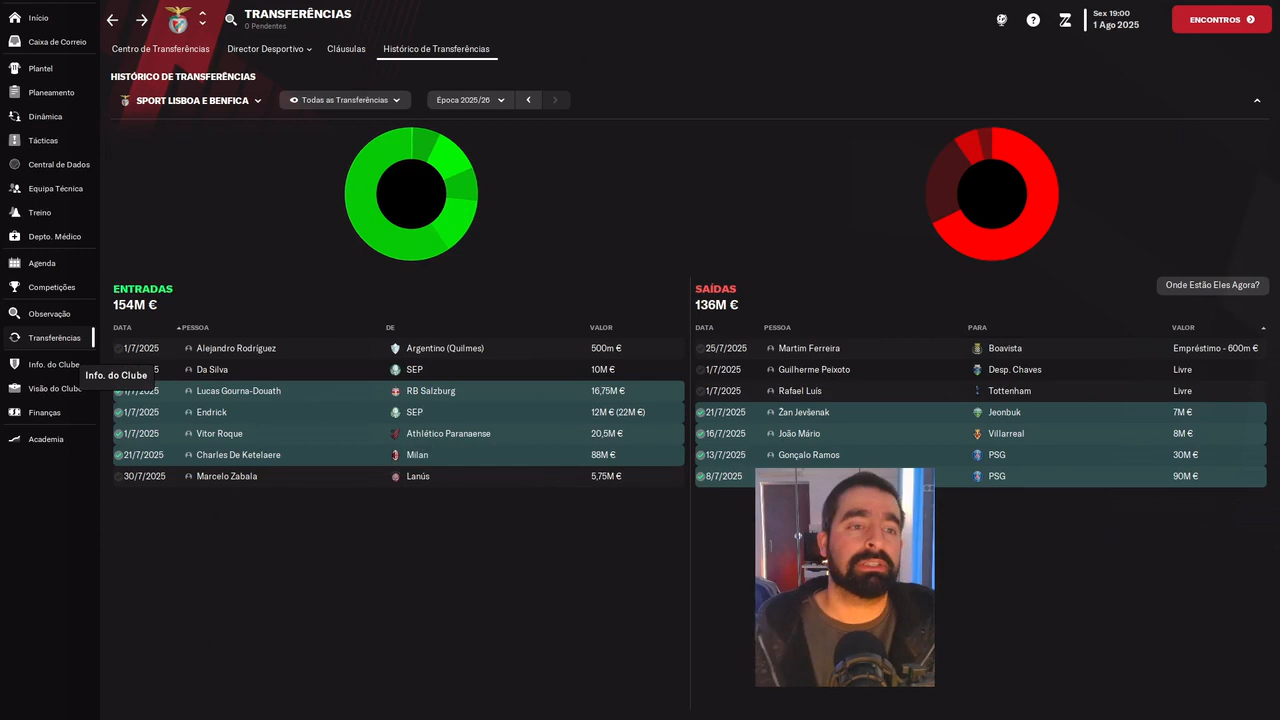 Início
Caixa de Correio
Plantel
Planeamento
Dinâmica
Tácticas
Central de Dados
Equipa Técnica
Treino
Depto. Médico
Agenda
Competições
Observação
Transferências
Info. do Clube
Info. do Clube
Visão do Clube
Finanças
Academia
TRANSFERÊNCIAS
0 Pendentes
Sex 19:00
1 Ago 2025
ENCONTROS
Centro de Transferências Director Desportivo Cláusulas Histórico de Transferências
HISTÓRICO DE TRANSFERÊNCIAS
SPORT LISBOA E BENFICA Todas as Transferências Época 2025/26
ENTRADAS
154M €
DATA PESSOA DE VALOR
1/7/2025 Alejandro Rodríguez Argentino (Quilmes) 500m €
1/7/2025 Da Silva SEP 10M €
1/7/2025 Lucas Gourna-Douath RB Salzburg 16,75M €
1/7/2025 Endrick SEP 12M € (22M €)
1/7/2025 Vitor Roque Athlético Paranaense 20,5M €
21/7/2025 Charles De Ketelaere Milan 88M €
30/7/2025 Marcelo Zabala Lanús 5,75M €
SAÍDAS
136M €
Onde Estão Eles Agora?
DATA PESSOA PARA VALOR
25/7/2025 Martim Ferreira Boavista Empréstimo - 600m €
1/7/2025 Guilherme Peixoto Desp. Chaves Livre
1/7/2025 Rafael Luís Tottenham Livre
21/7/2025 Žan Jevšenak Jeonbuk 7M €
16/7/2025 João Mário Villarreal 8M €
13/7/2025 Gonçalo Ramos PSG 30M €
8/7/2025 PSG 90M €